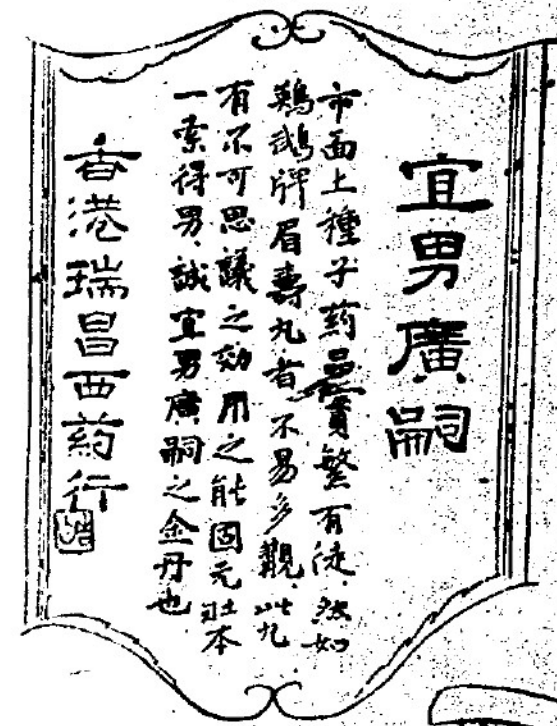 宜男廣嗣
市面上種子葯品實繁有徒、然如
鵡牌眉壽丸者、不易多觀、此丸
有不可思議之効用之能固元壯本
一索得男、誠宜男廣嗣之金丹也
香港瑞昌西葯行